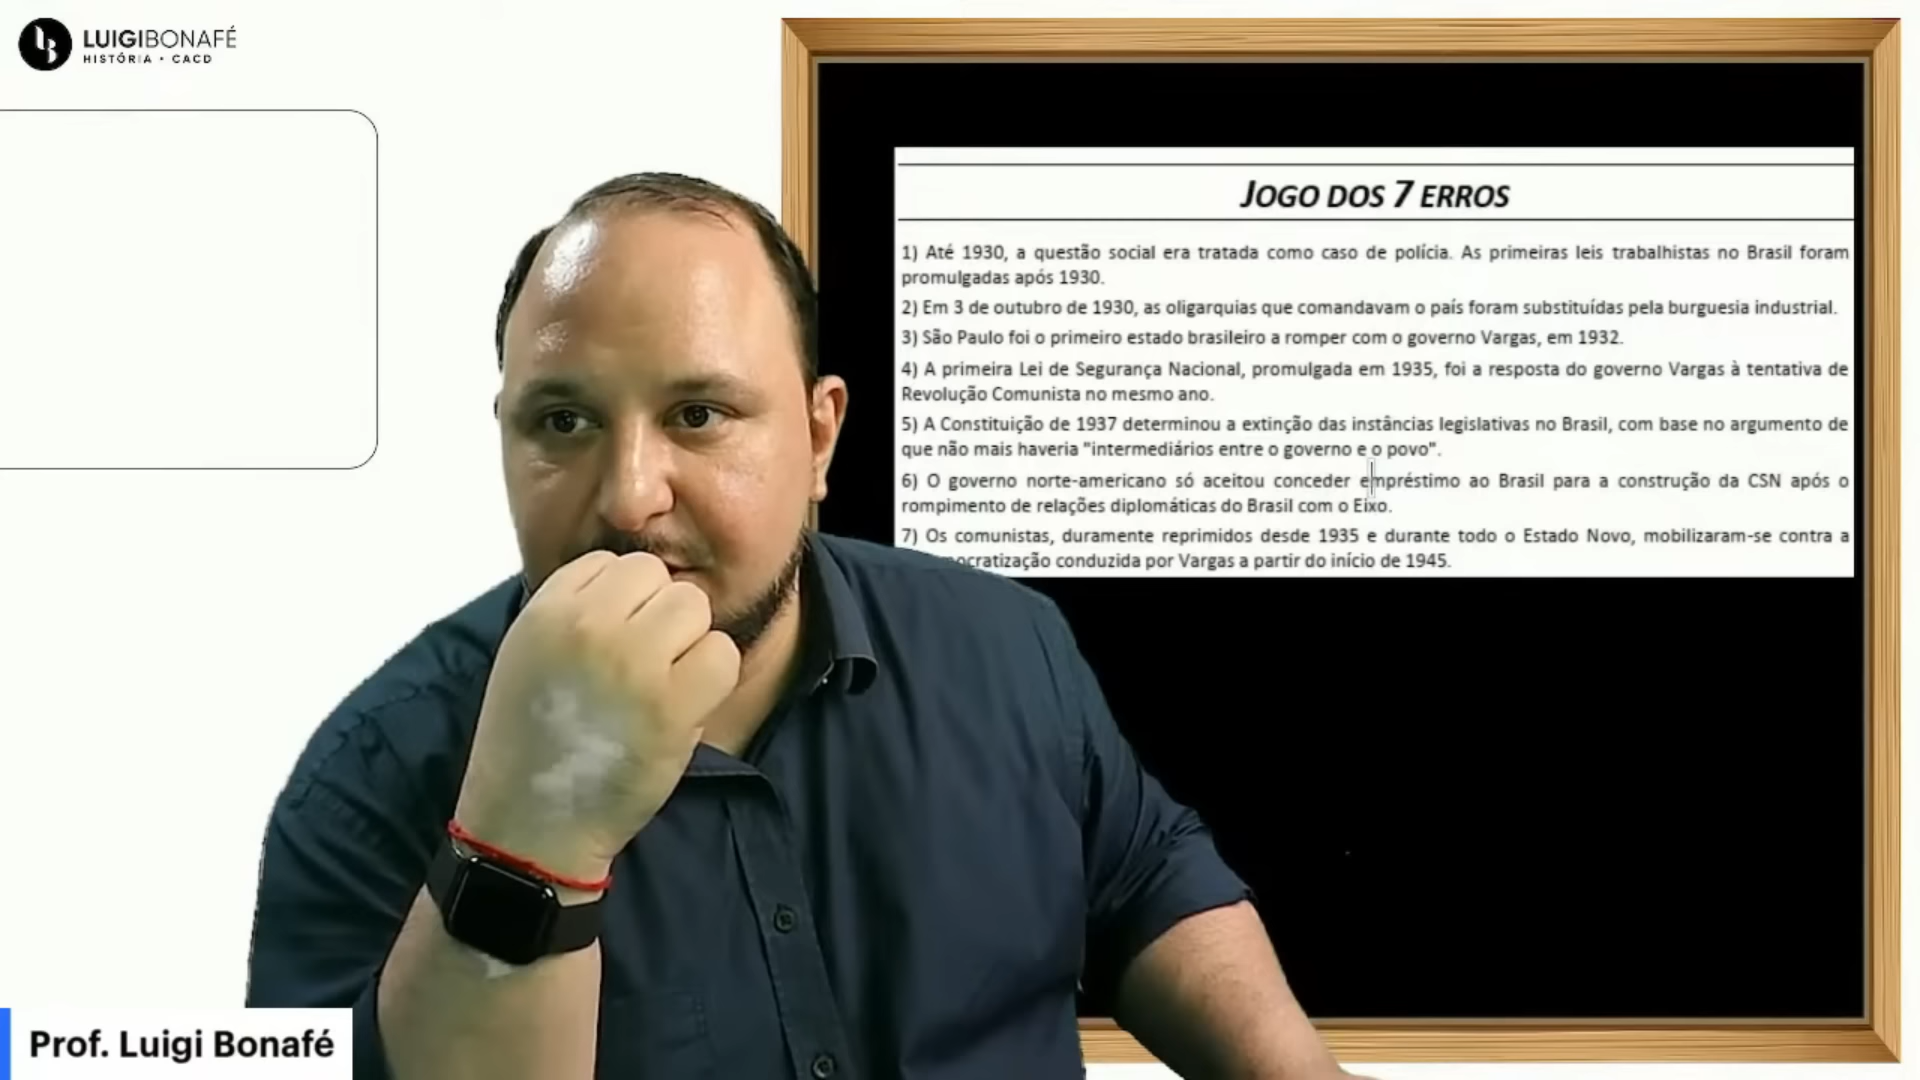 LUIGIBONAFÉ
HISTÓRIA • CACD
JOGO DOS 7 ERROS
1) Até 1930, a questão social era tratada como caso de polícia. As primeiras leis trabalhistas no Brasil foram
promulgadas após 1930.
2) Em 3 de outubro de 1930, as oligarquias que comandavam o país foram substituídas pela burguesia industrial.
3) São Paulo foi o primeiro estado brasileiro a romper com o governo Vargas, em 1932.
4) A primeira Lei de Segurança Nacional, promulgada em 1935, foi a resposta do governo Vargas à tentativa de
Revolução Comunista no mesmo ano.
5) A Constituição de 1937 determinou a extinção das instâncias legislativas no Brasil, com base no argumento de
que não mais haveria "intermediários entre o governo e o povo".
6) O governo norte-americano só aceitou conceder empréstimo ao Brasil para a construção da CSN após o
rompimento de relações diplomáticas do Brasil com o Eixo.
7) Os comunistas, duramente reprimidos desde 1935 e durante todo o Estado Novo, mobilizaram-se contra a
ocratização conduzida por Vargas a partir do início de 1945.
Prof. Luigi Bonafé